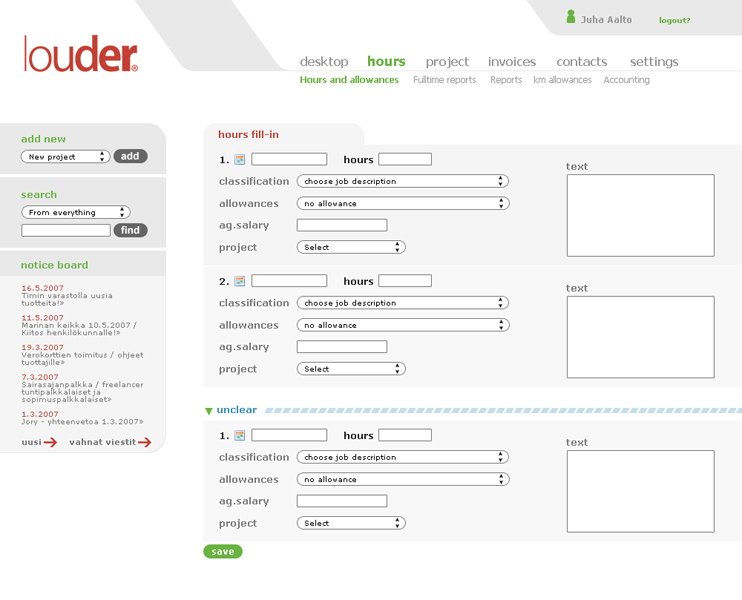 Juha Aalto logout?
louder®
desktop hours project invoices contacts settings
Hours and allowances Fulltime reports Reports km allowances Accounting
add new
New project add
search
From everything
find
notice board
16.5.2007
Timin varastolla uusia
tuotteita!»
11.5.2007
Marinan keikka 10.5.2007 /
Kiitos henkilökunnalle!»
19.3.2007
Verokorttien toimitus / ohjeet
tuottajille»
7.3.2007
Sairasajanpalkka / freelancer
tuntipalkkalaiset ja
sopimuspalkkalaiset»
1.3.2007
Jory - yhteenvetoa 1.3.2007»
uusi vahnat viestit
hours fill-in
1. hours
text
classification choose job description
allowances no allowance
ag.salary
project Select
2. hours
text
classification choose job description
allowances no allowance
ag.salary
project Select
unclear
1. hours
text
classification choose job description
allowances no allowance
ag.salary
project Select
save